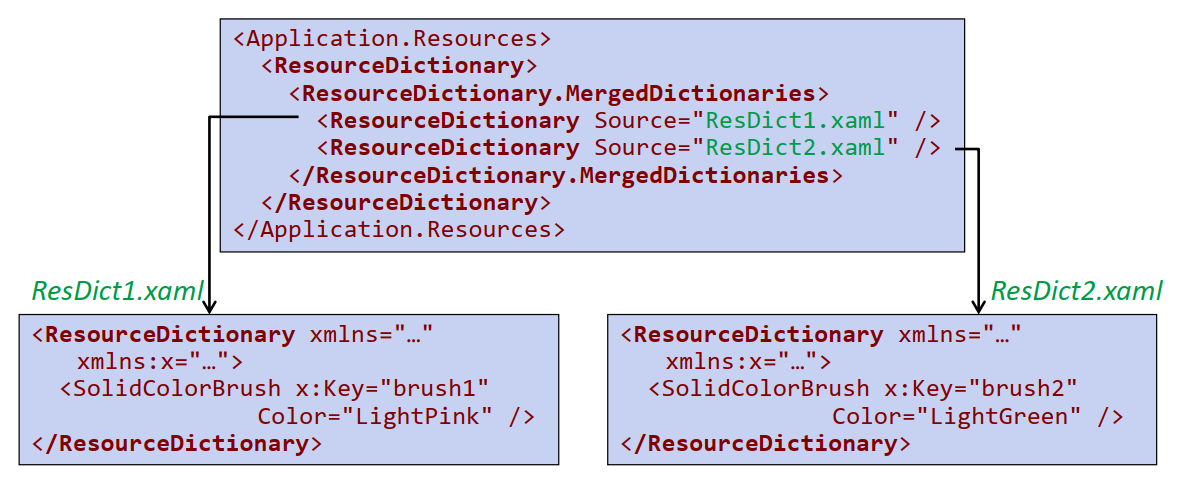 <Application.Resources>
<ResourceDictionary>
<ResourceDictionary.MergedDictionaries>
<ResourceDictionary Source="ResDict1.xaml" />
<ResourceDictionary Source="ResDict2.xaml" />
</ResourceDictionary.MergedDictionaries>
</ResourceDictionary>
</Application.Resources>
ResDict1.xaml
<ResourceDictionary xmlns="…"
xmlns:x="…">
<SolidColorBrush x:Key="brush1"
Color="LightPink" />
</ResourceDictionary>
ResDict2.xaml
<ResourceDictionary xmlns="…"
xmlns:x="…">
<SolidColorBrush x:Key="brush2"
Color="LightGreen" />
</ResourceDictionary>